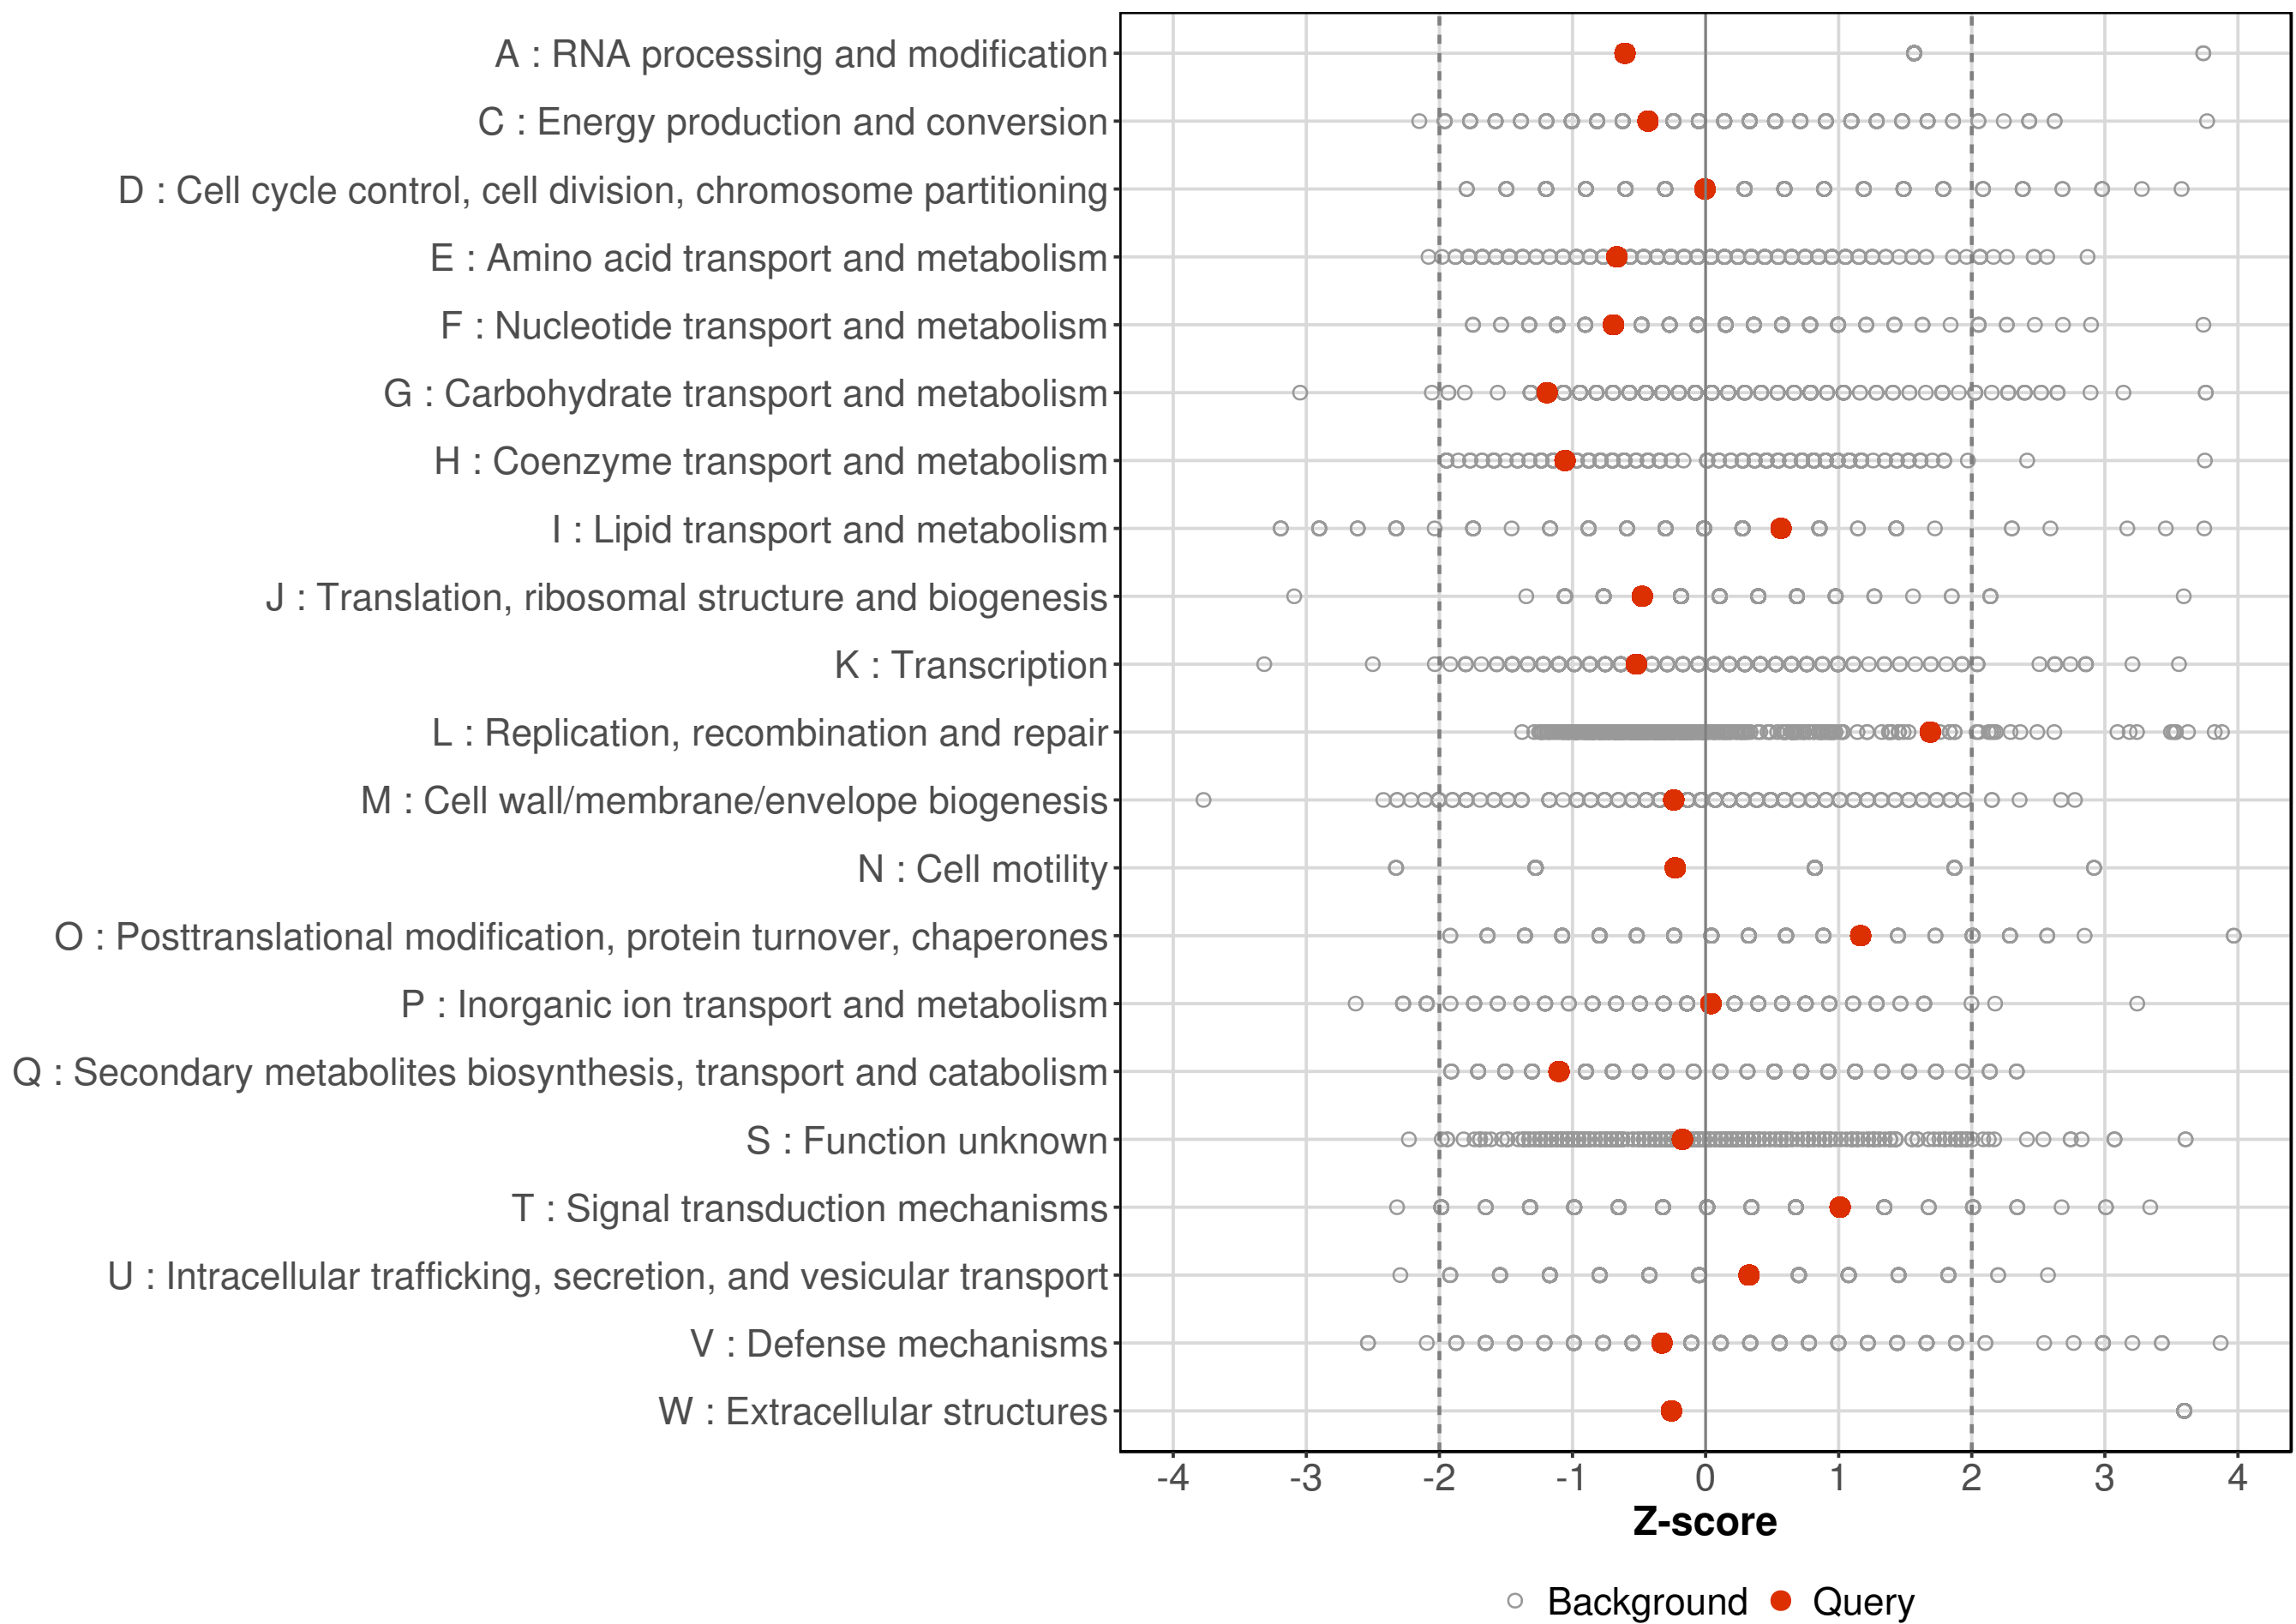 A : RNA processing and modification
C : Energy production and conversion
D : Cell cycle control, cell division, chromosome partitioning
E : Amino acid transport and metabolism
F : Nucleotide transport and metabolism
G : Carbohydrate transport and metabolism
H : Coenzyme transport and metabolism
I : Lipid transport and metabolism
J : Translation, ribosomal structure and biogenesis
K : Transcription
L : Replication, recombination and repair
M : Cell wall/membrane/envelope biogenesis
N : Cell motility
O : Posttranslational modification, protein turnover, chaperones
P : Inorganic ion transport and metabolism
Q : Secondary metabolites biosynthesis, transport and catabolism
S : Function unknown
T : Signal transduction mechanisms
U : Intracellular trafficking, secretion, and vesicular transport
V : Defense mechanisms
W : Extracellular structures
-4 -3 -2 -1 0 1 2 3 4
Z-score
Background Query